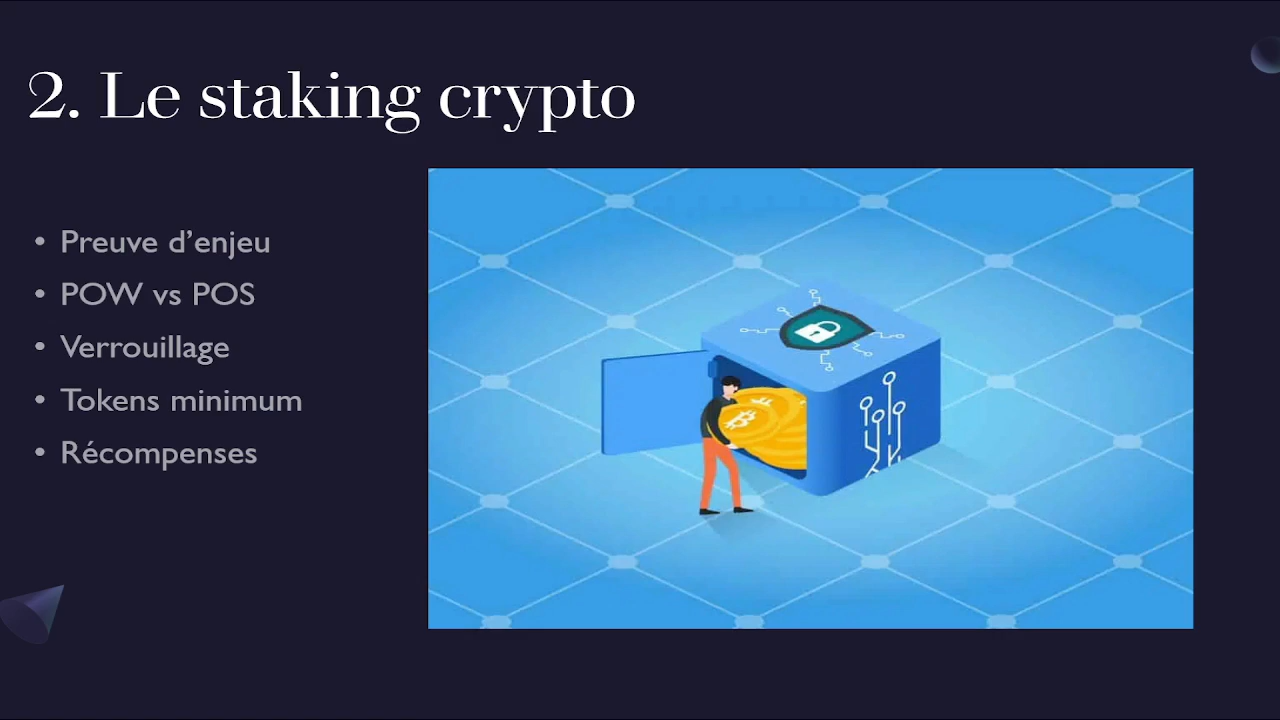 2. Le staking crypto
• Preuve d’enjeu
• POW vs POS
• Verrouillage
• Tokens minimum
• Récompenses